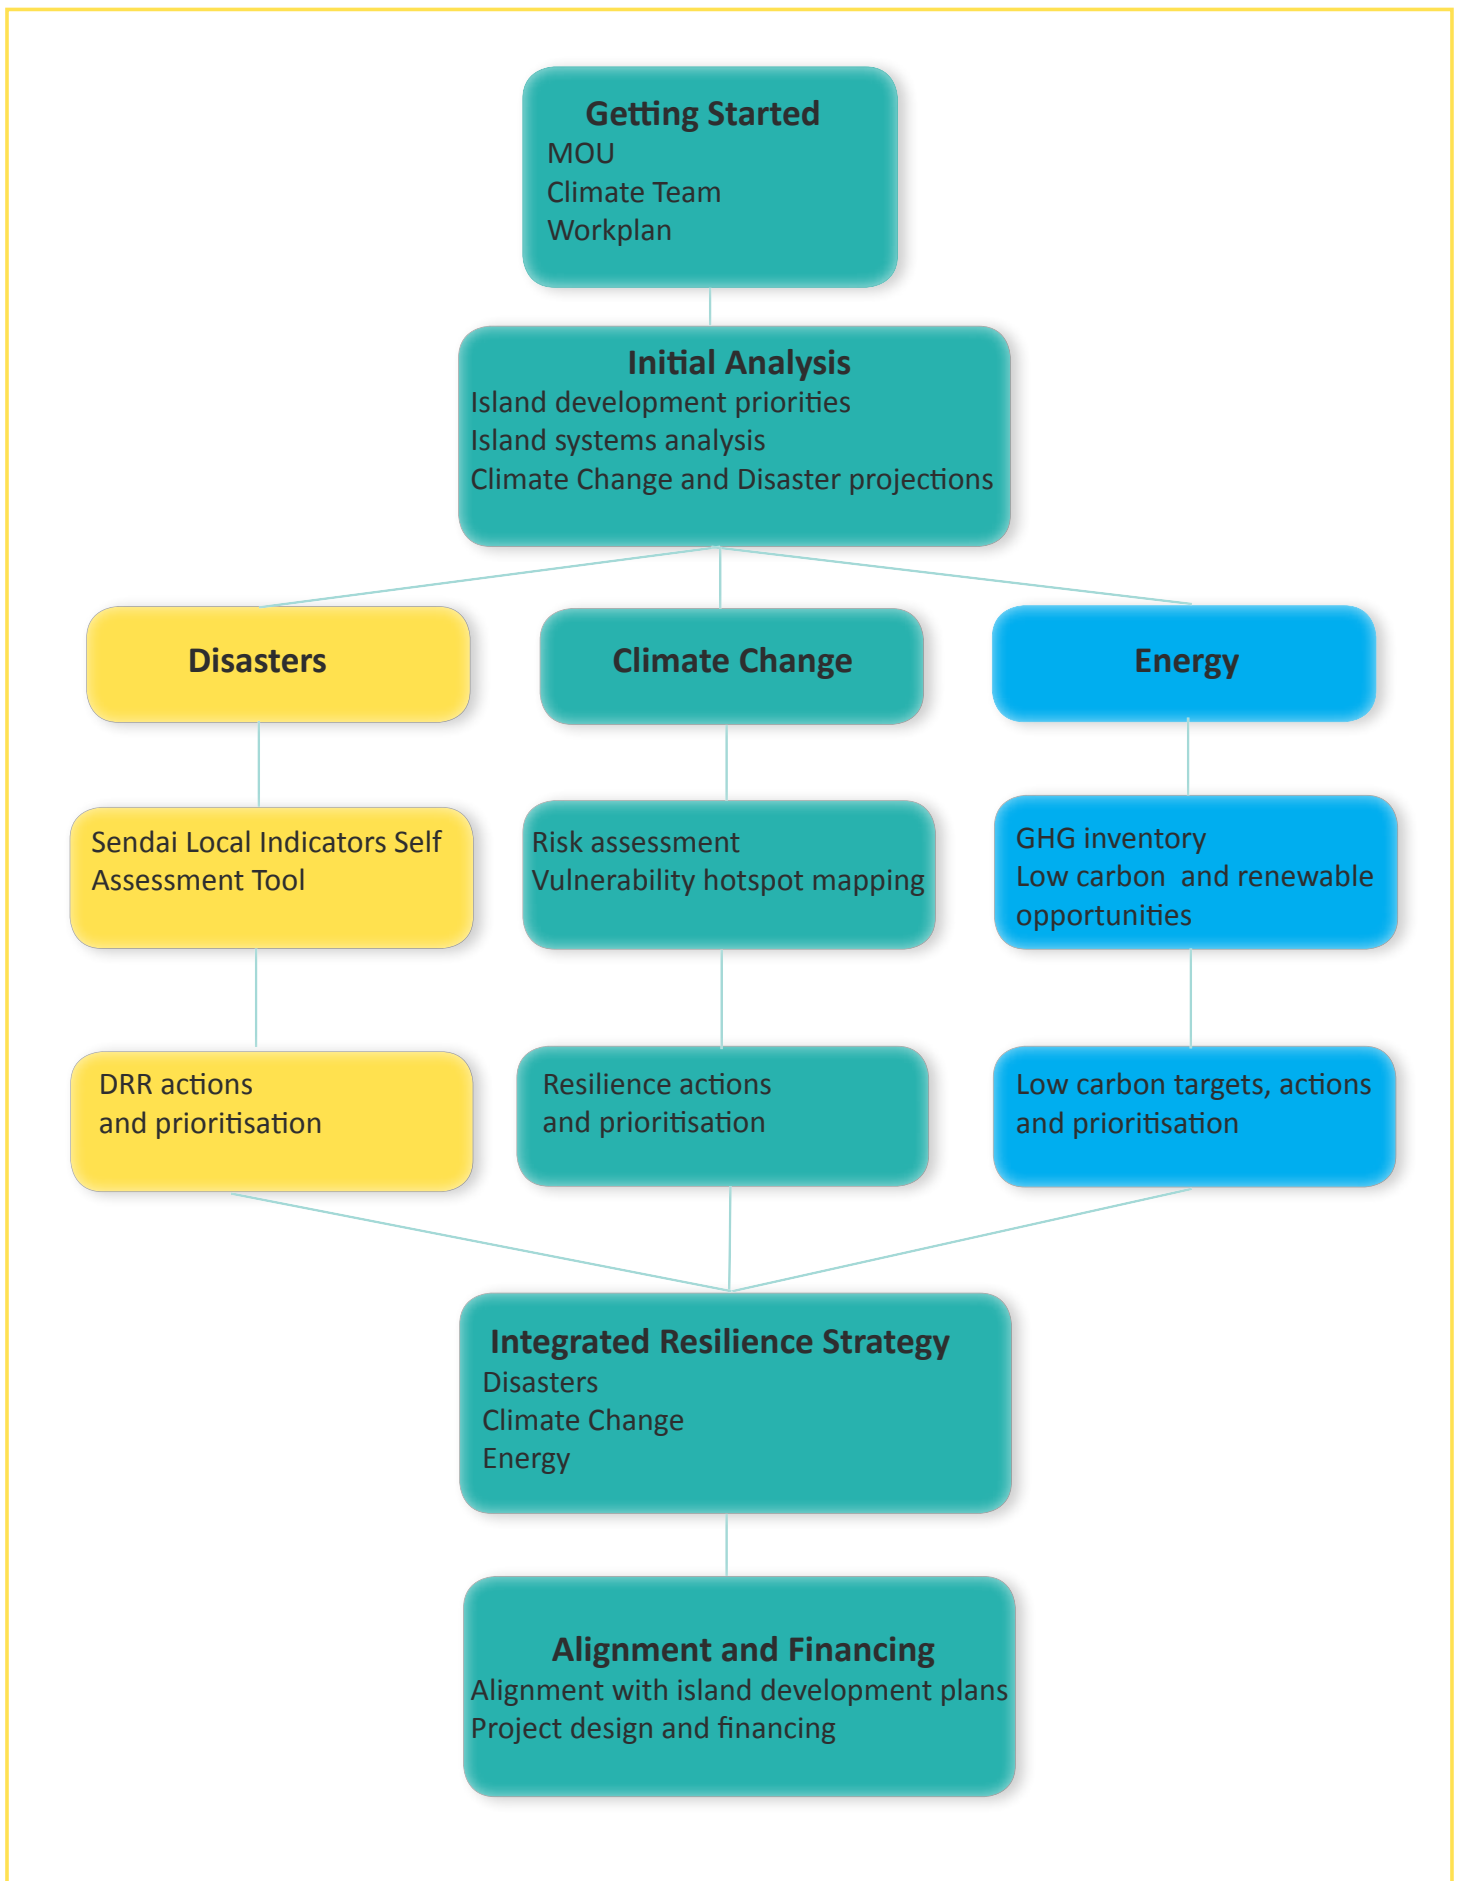 Getting Started
MOU
Climate Team
Workplan
Initial Analysis
Island development priorities
Island systems analysis
Climate Change and Disaster projections
Disasters
Climate Change
Energy
Sendai Local Indicators Self
Assessment Tool
Risk assessment
Vulnerability hotspot mapping
GHG inventory
Low carbon and renewable
opportunities
DRR actions
and prioritisation
Resilience actions
and prioritisation
Low carbon targets, actions
and prioritisation
Integrated Resilience Strategy
Disasters
Climate Change
Energy
Alignment and Financing
Alignment with island development plans
Project design and financing